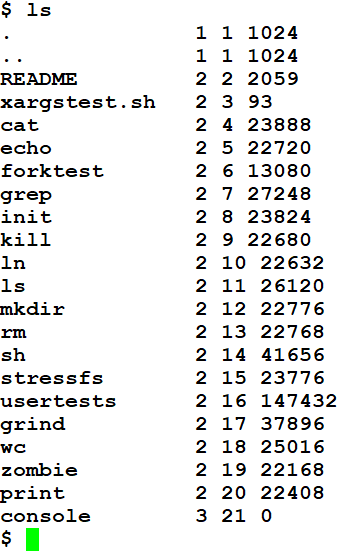 $ ls
.              1 1 1024
..             1 1 1024
README         2 2 2059
xargstest.sh   2 3 93
cat            2 4 23888
echo           2 5 22720
forktest       2 6 13080
grep           2 7 27248
init           2 8 23824
kill           2 9 22680
ln             2 10 22632
ls             2 11 26120
mkdir          2 12 22776
rm             2 13 22768
sh             2 14 41656
stressfs       2 15 23776
usertests      2 16 147432
grind          2 17 37896
wc             2 18 25016
zombie         2 19 22168
print          2 20 22408
console        3 21 0
$